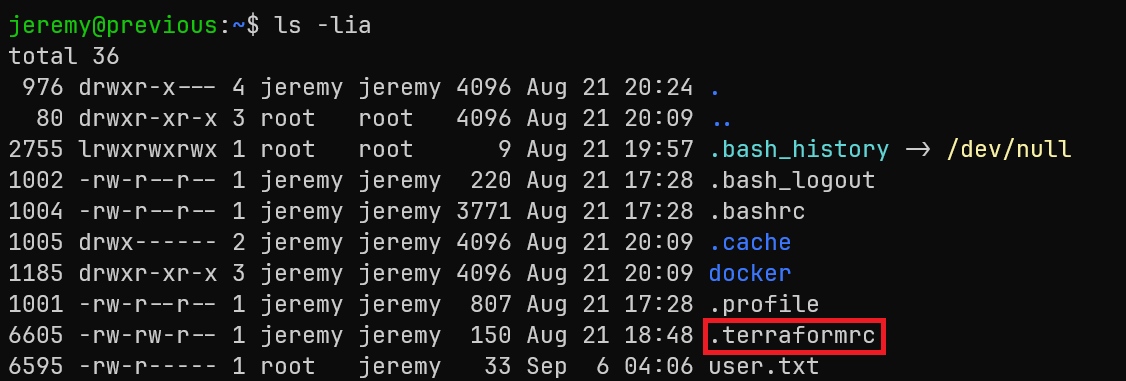 jeremy@previous:~$ ls -lia
total 36
976 drwxr-x--- 4 jeremy jeremy 4096 Aug 21 20:24 .
80 drwxr-xr-x 3 root root 4096 Aug 21 20:09 ..
2755 lrwxrwxrwx 1 root root 9 Aug 21 19:57 .bash_history -> /dev/null
1002 -rw-r--r-- 1 jeremy jeremy 220 Aug 21 17:28 .bash_logout
1004 -rw-r--r-- 1 jeremy jeremy 3771 Aug 21 17:28 .bashrc
1005 drwx------ 2 jeremy jeremy 4096 Aug 21 20:09 .cache
1185 drwxr-xr-x 3 jeremy jeremy 4096 Aug 21 20:09 docker
1001 -rw-r--r-- 1 jeremy jeremy 807 Aug 21 17:28 .profile
6605 -rw-rw-r-- 1 jeremy jeremy 150 Aug 21 18:48 .terraformrc
6595 -rw-r----- 1 root jeremy 33 Sep 6 04:06 user.txt